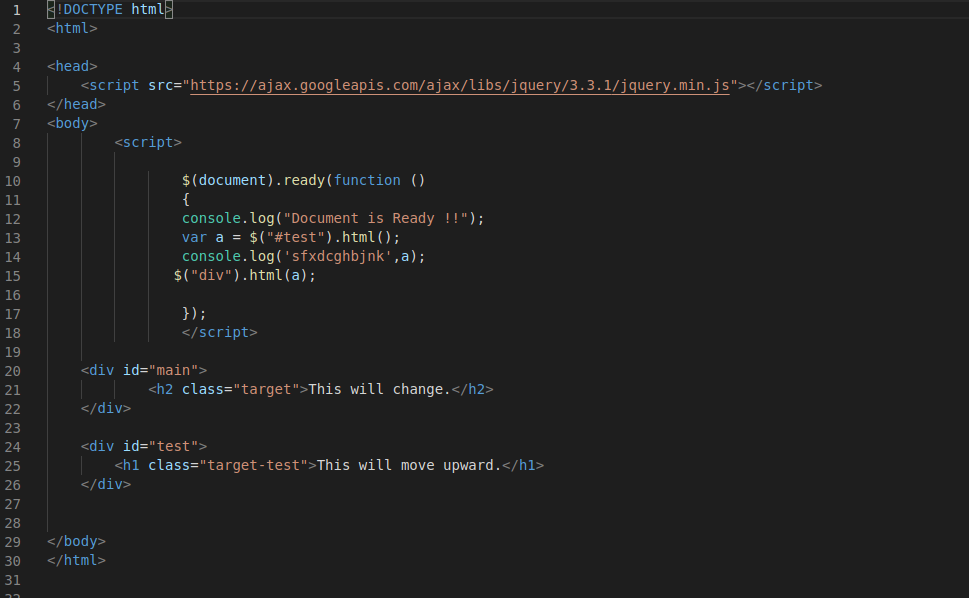 1 <!DOCTYPE html>
2 <html>
3
4 <head>
5 <script src="https://ajax.googleapis.com/ajax/libs/jquery/3.3.1/jquery.min.js"></script>
6 </head>
7 <body>
8 <script>
9
10 $(document).ready(function ()
11 {
12 console.log("Document is Ready !!");
13 var a = $("#test").html();
14 console.log('sfxdcghbjnk',a);
15 $("div").html(a);
16
17 });
18 </script>
19
20 <div id="main">
21 <h2 class="target">This will change.</h2>
22 </div>
23
24 <div id="test">
25 <h1 class="target-test">This will move upward.</h1>
26 </div>
27
28
29 </body>
30 </html>
31